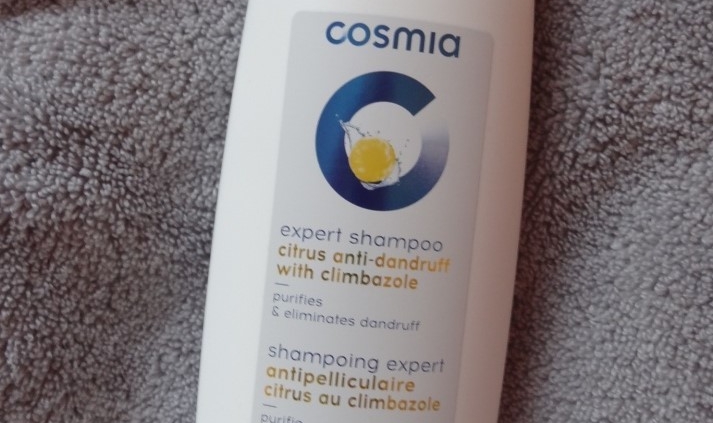 cosmia
expert shampoo
citrus anti-dandruff
with climbazole
purifies
& eliminates dandruff
shampoing expert
antipelliculaire
citrus au climbazole